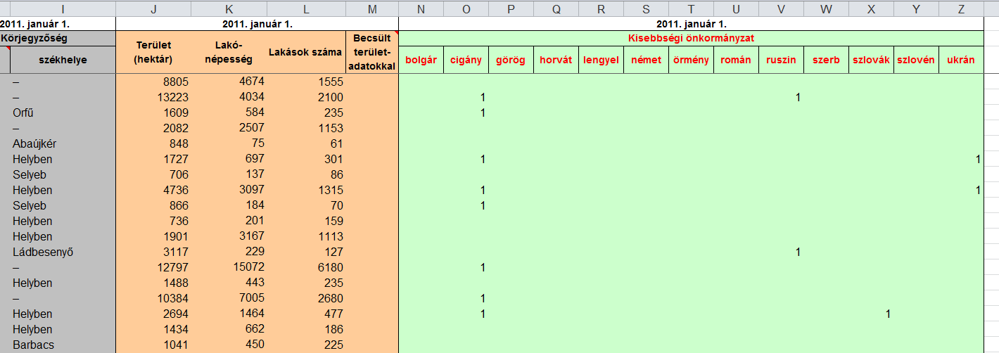 I J K L M N O P Q R S T U V W X Y Z
2011. január 1. 2011. január 1. 2011. január 1.
Körjegyzőség székhelye Terület (hektár) Lakó-népesség Lakások száma Becsült terület-adatokkal Kisebbségi önkormányzat
bolgár cigány görög horvát lengyel német örmény román ruszin szerb szlovák szlovén ukrán
– 8805 4674 1555
– 13223 4034 2100 1 1
Orfű 1609 584 235 1
– 2082 2507 1153
Abaújkér 848 75 61
Helyben 1727 697 301 1 1
Selyeb 706 137 86
Helyben 4736 3097 1315 1 1
Selyeb 866 184 70 1
Helyben 736 201 159
Helyben 1901 3167 1113
Ládbesenyő 3117 229 127 1
– 12797 15072 6180 1
Helyben 1488 443 235
– 10384 7005 2680 1
Helyben 2694 1464 477 1 1
Helyben 1434 662 186
Barbacs 1041 450 225